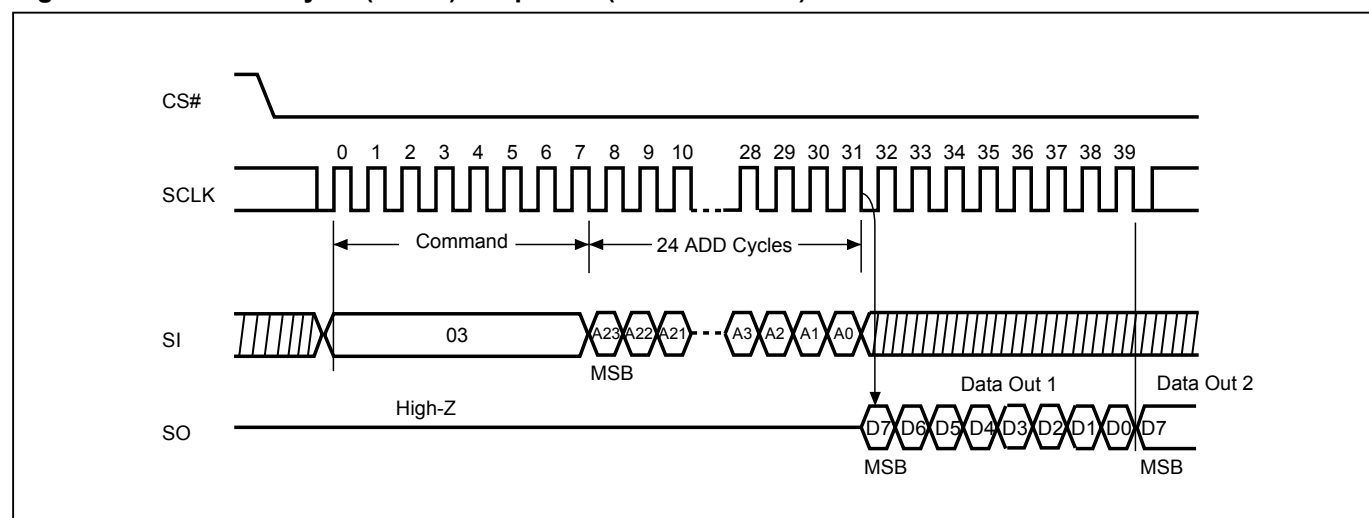 CS#
0 1 2 3 4 5 6 7 8 9 10 28 29 30 31 32 33 34 35 36 37 38 39
SCLK
Command
24 ADD Cycles
SI
03
A23 A22 A21 A3 A2 A1 A0
MSB
Data Out 1
Data Out 2
High-Z
SO
D7 D6 D5 D4 D3 D2 D1 D0 D7
MSB
MSB